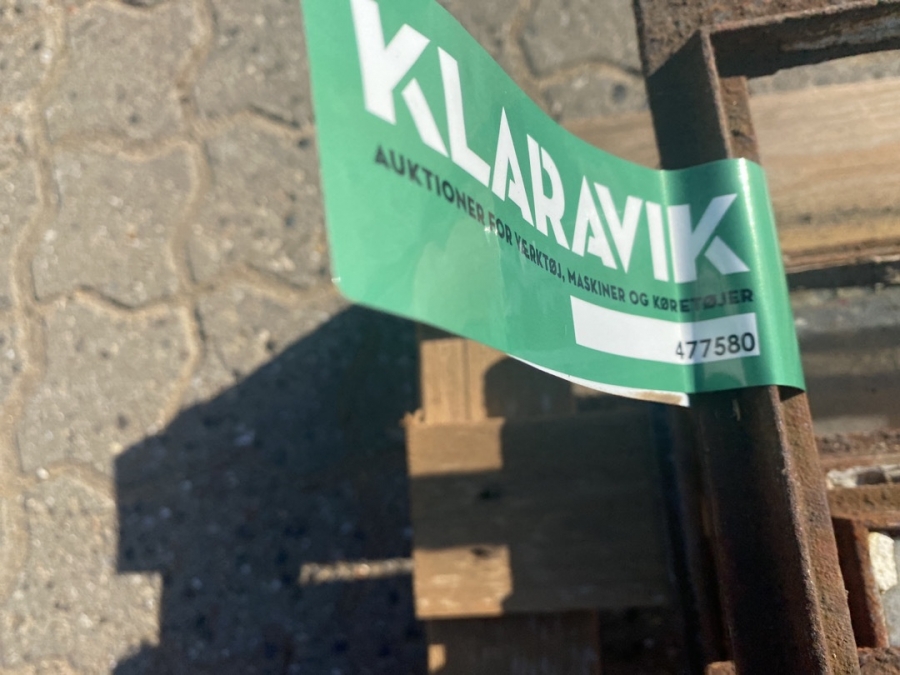 KLARAVIK
AUKTIONER FOR VÆRKTØJ, MASKINER OG KØRETØJER
477580